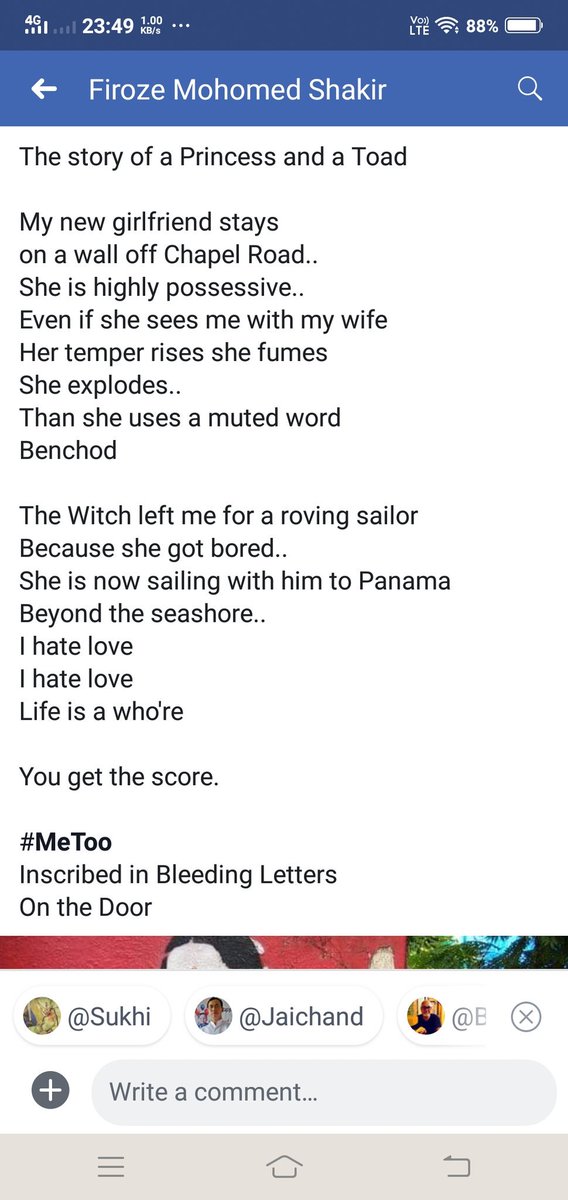 4G 23:49 1.00 KB/s ... Vo)) LTE 88%
Firoze Mohomed Shakir
The story of a Princess and a Toad
My new girlfriend stays
on a wall off Chapel Road..
She is highly possessive..
Even if she sees me with my wife
Her temper rises she fumes
She explodes..
Than she uses a muted word
Benchod
The Witch left me for a roving sailor
Because she got bored..
She is now sailing with him to Panama
Beyond the seashore..
I hate love
I hate love
Life is a who're
You get the score.
#MeToo
Inscribed in Bleeding Letters
On the Door
@Sukhi @Jaichand @B
Write a comment...